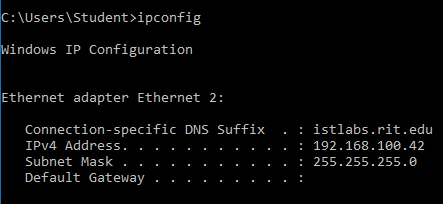 C:\Users\Student>ipconfig
Windows IP Configuration
Ethernet adapter Ethernet 2:
Connection-specific DNS Suffix  . : istlabs.rit.edu
IPv4 Address. . . . . . . . . . . : 192.168.100.42
Subnet Mask . . . . . . . . . . . : 255.255.255.0
Default Gateway . . . . . . . . . :